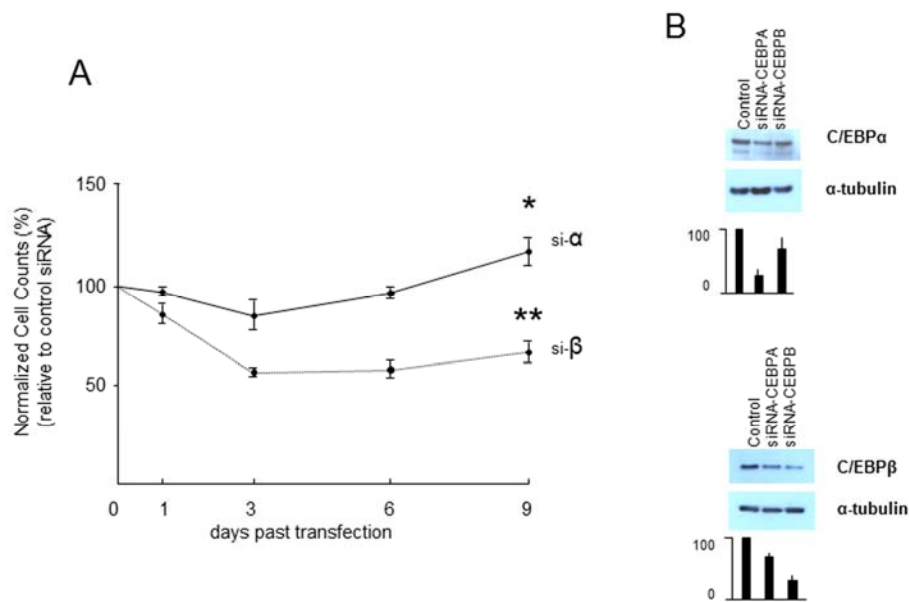 A
Normalized Cell Counts (%)
(relative to control siRNA)
150
100
50
*
si-α
**
si-β
0
1
3
6
9
days past transfection
B
Control
siRNA-CEBPA
siRNA-CEBPB
C/EBPα
α-tubulin
100
0
Control
siRNA-CEBPA
siRNA-CEBPB
C/EBPβ
α-tubulin
100
0